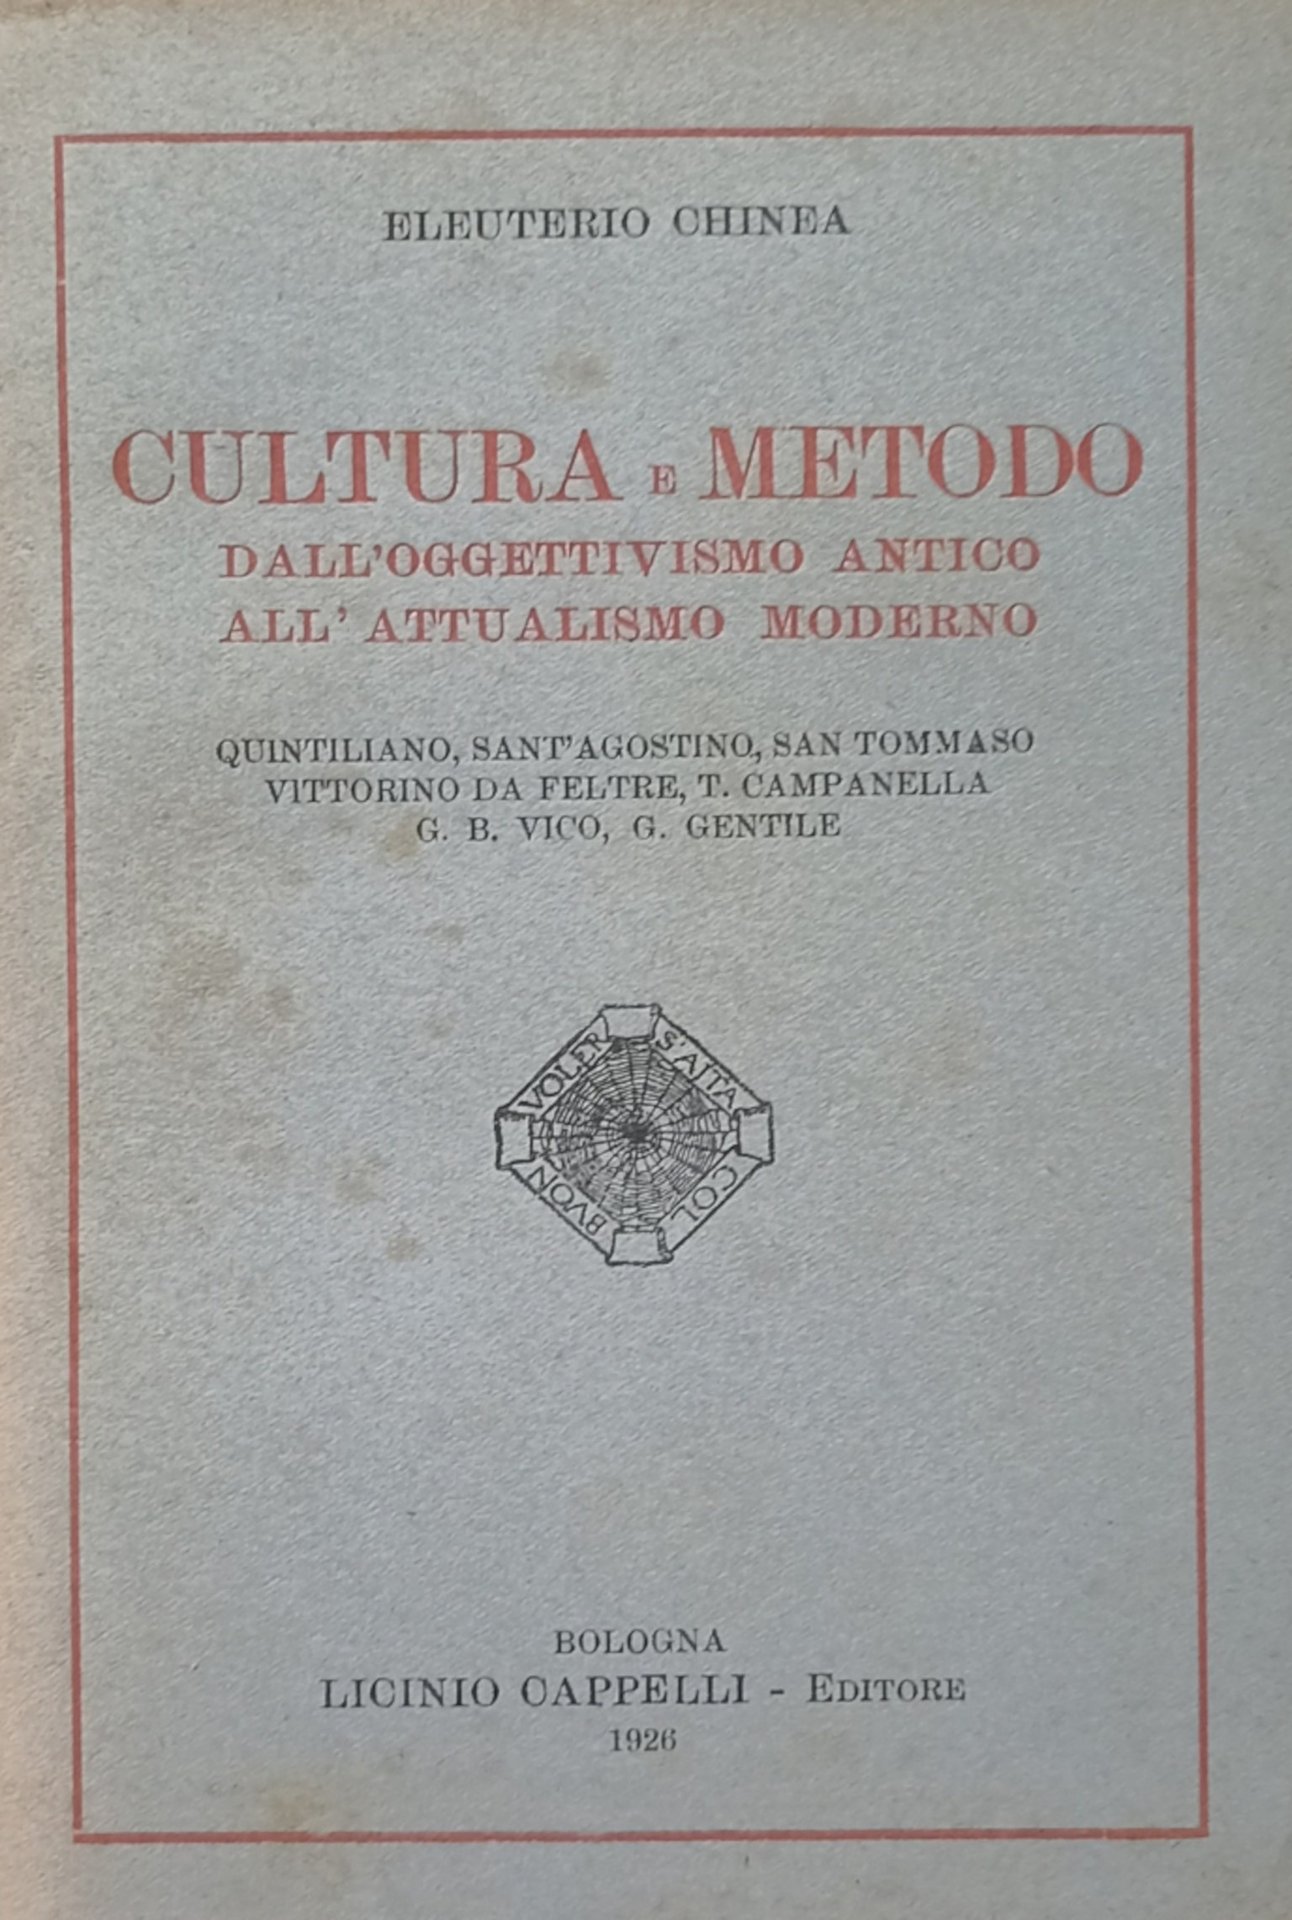 ELEUTERIO CHINEA
CULTURA E METODO
DALL'OGGETTIVISMO ANTICO
ALL' ATTUALISMO MODERNO
QUINTILIANO, SANT'AGOSTINO, SAN TOMMASO
VITTORINO DA FELTRE, T. CAMPANELLA
G. B. VICO, G. GENTILE
COL
BVON
VOLER
S'AITA
BOLOGNA
LICINIO CAPPELLI - EDITORE
1926